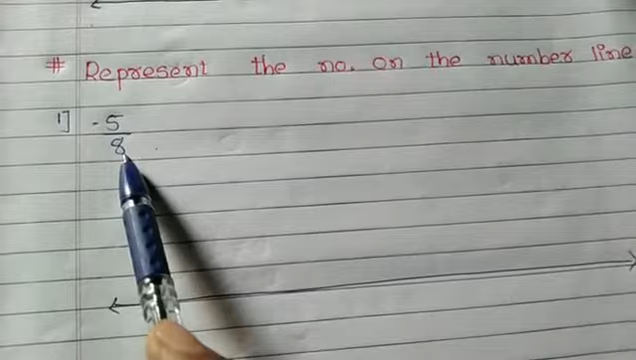 # Represent the no. on the number line
1] -5
8